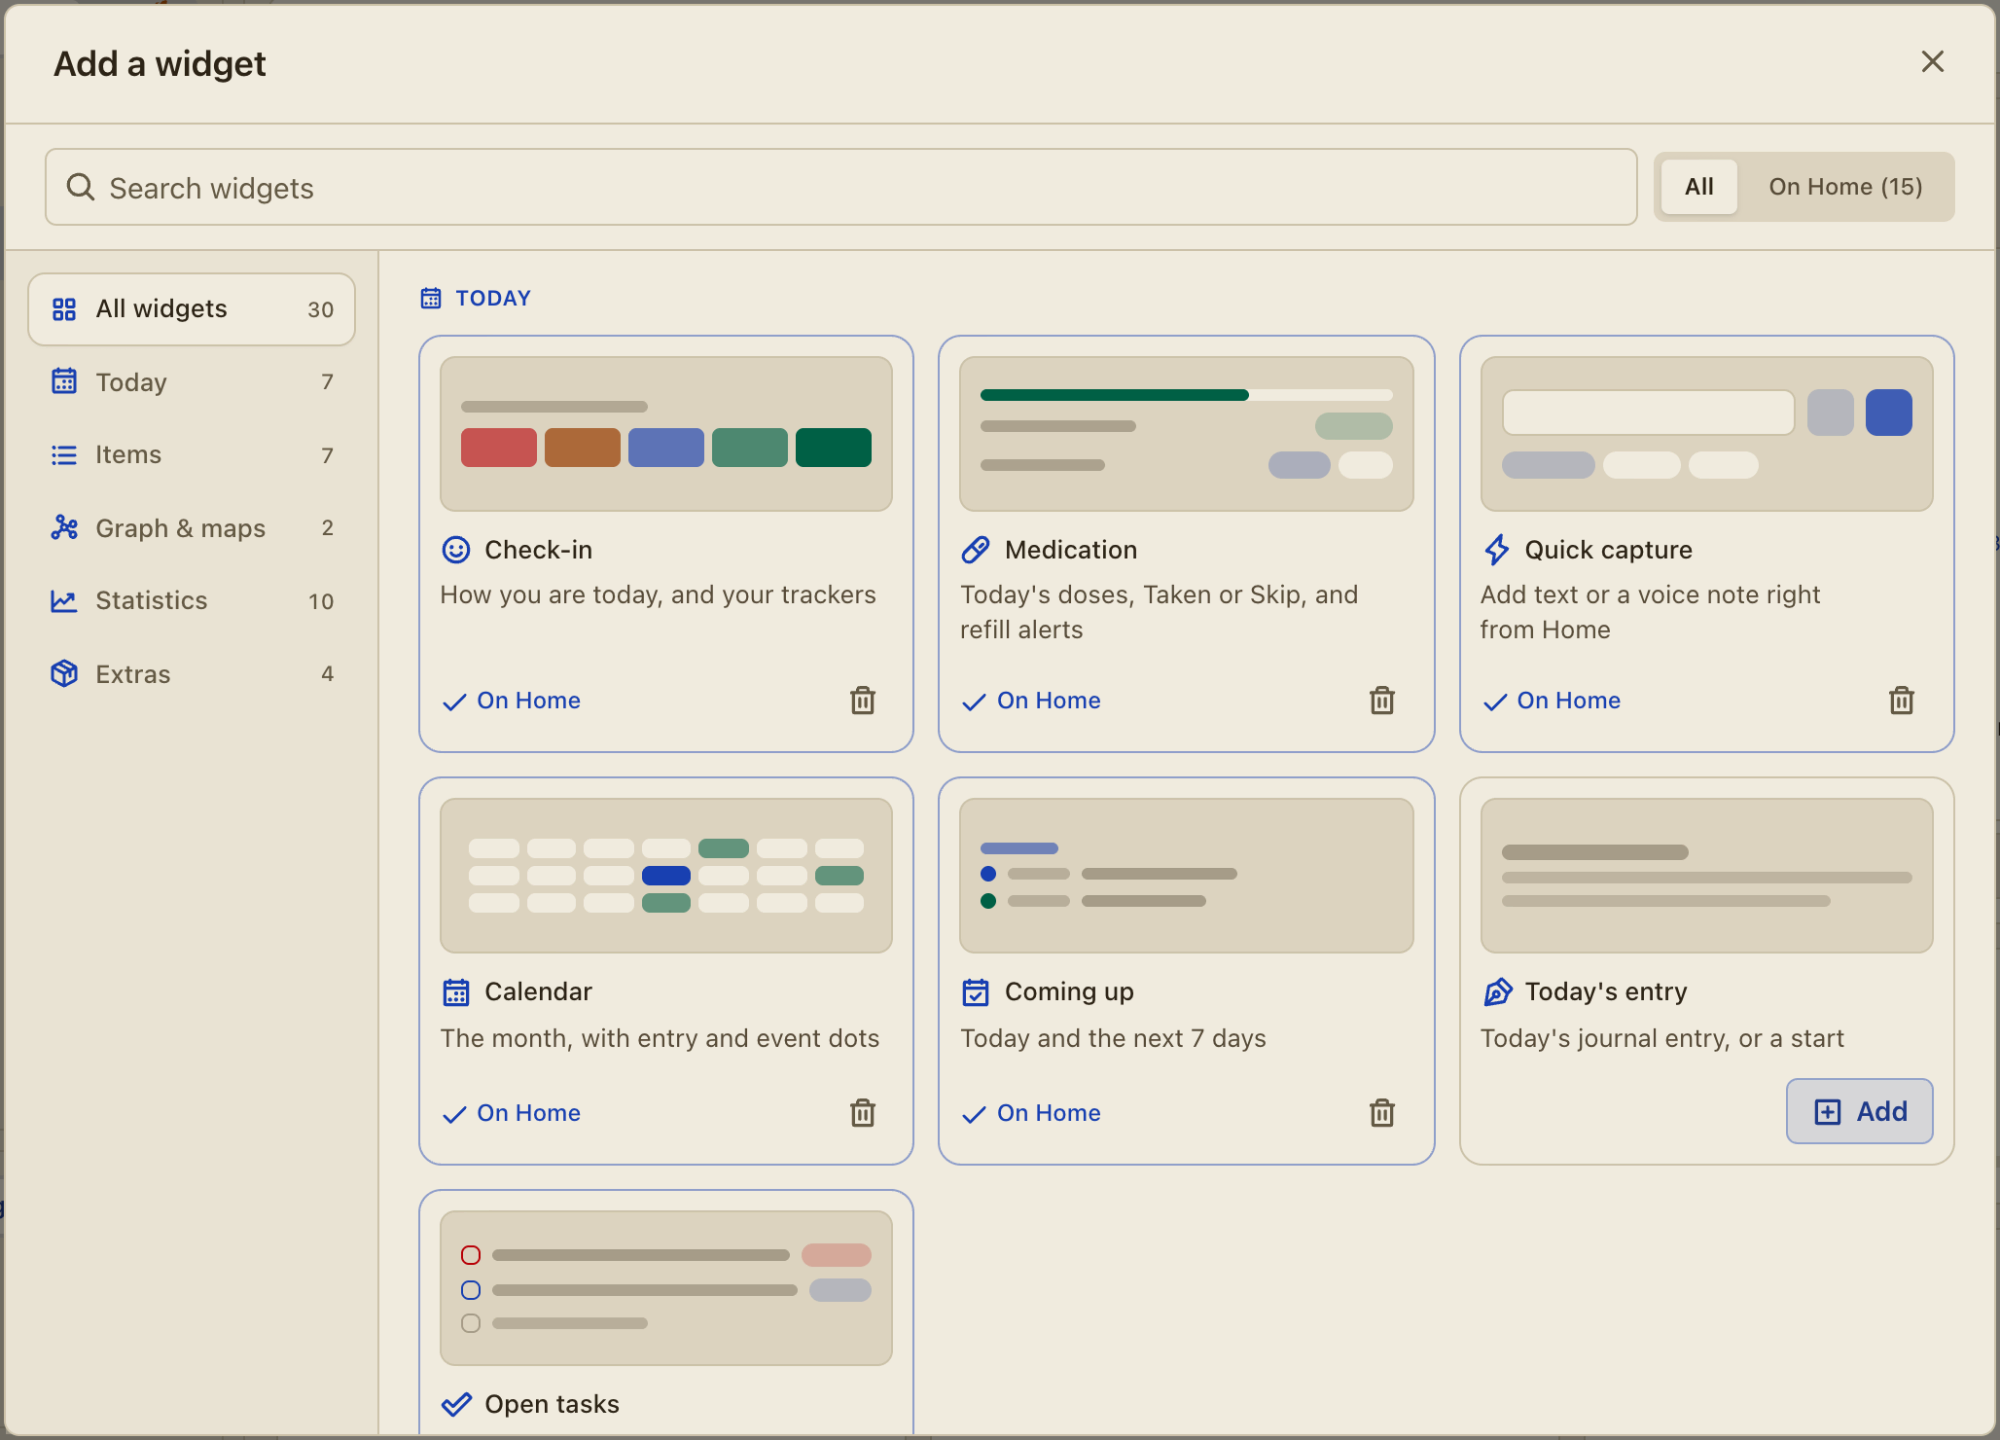 Add a widget
Search widgets
All
On Home (15)
All widgets 30
Today 7
Items 7
Graph & maps 2
Statistics 10
Extras 4
TODAY
Check-in
How you are today, and your trackers
On Home
Medication
Today's doses, Taken or Skip, and
refill alerts
On Home
Quick capture
Add text or a voice note right
from Home
On Home
Calendar
The month, with entry and event dots
On Home
Coming up
Today and the next 7 days
On Home
Today's entry
Today's journal entry, or a start
Add
Open tasks